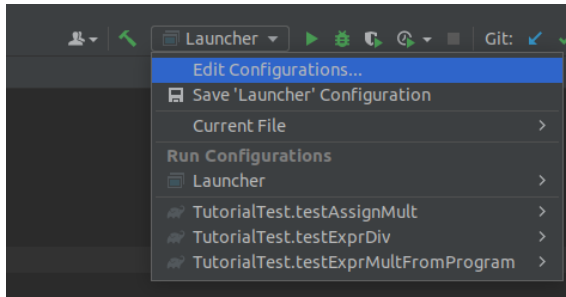 Launcher Git:
Edit Configurations...
Save 'Launcher' Configuration
Current File
Run Configurations
Launcher
TutorialTest.testAssignMult
TutorialTest.testExprDiv
TutorialTest.testExprMultFromProgram